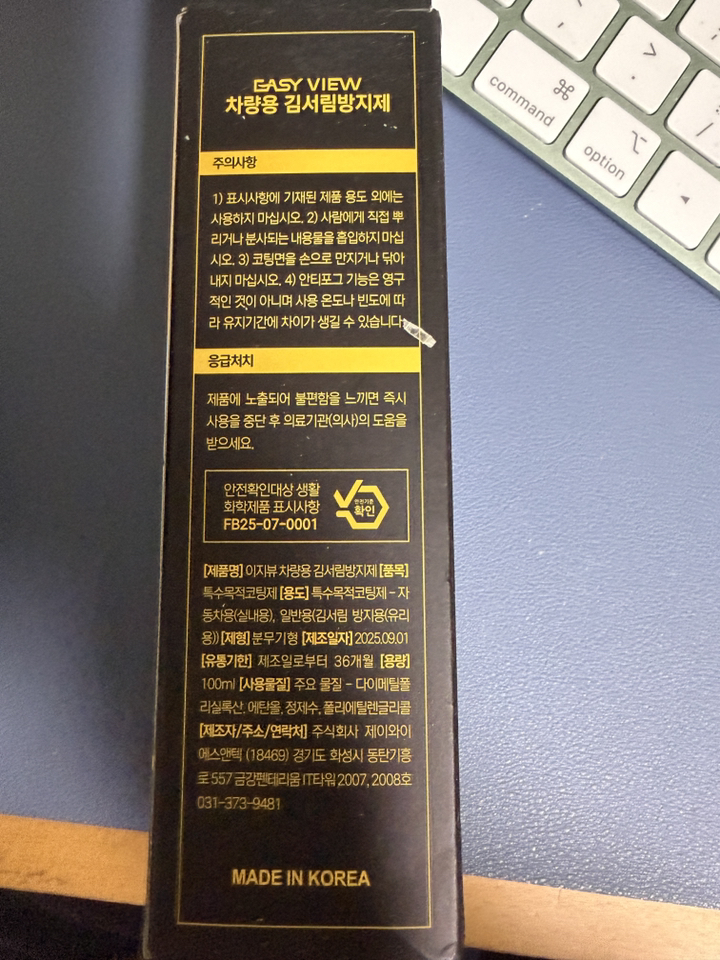 EASY VIEW
차량용 김서림방지제
주의사항
1) 표시사항에 기재된 제품 용도 외에는
사용하지 마십시오. 2) 사람에게 직접 뿌
리거나 분사되는 내용물을 흡입하지 마십
시오. 3) 코팅면을 손으로 만지거나 닦아
내지 마십시오. 4) 안티포그 기능은 영구
적인 것이 아니며 사용 온도나 빈도에 따
라 유지기간에 차이가 생길 수 있습니다.
응급처치
제품에 노출되어 불편함을 느끼면 즉시
사용을 중단 후 의료기관(의사)의 도움을
받으세요.
안전확인대상 생활
화학제품 표시사항
FB25-07-0001
안전기준
확인
[제품명] 이지뷰 차량용 김서림방지제 [품목]
특수목적코팅제 [용도] 특수목적코팅제 - 자
동차용(실내용), 일반용(김서림 방지용(유리
용)) [제형] 분무기형 [제조일자] 2025.09.01
[유통기한] 제조일로부터 36개월 [용량]
100ml [사용물질] 주요 물질 - 다이메틸폴
리실록산, 에탄올, 정제수, 폴리에틸렌글리콜
[제조자/주소/연락처] 주식회사 제이와이
에스앤텍 (18469) 경기도 화성시 동탄기흥
로 557 금강펜테리움 IT타워 2007, 2008호
031-373-9481
MADE IN KOREA
command
⌘
option
⌥
>
.
?
/